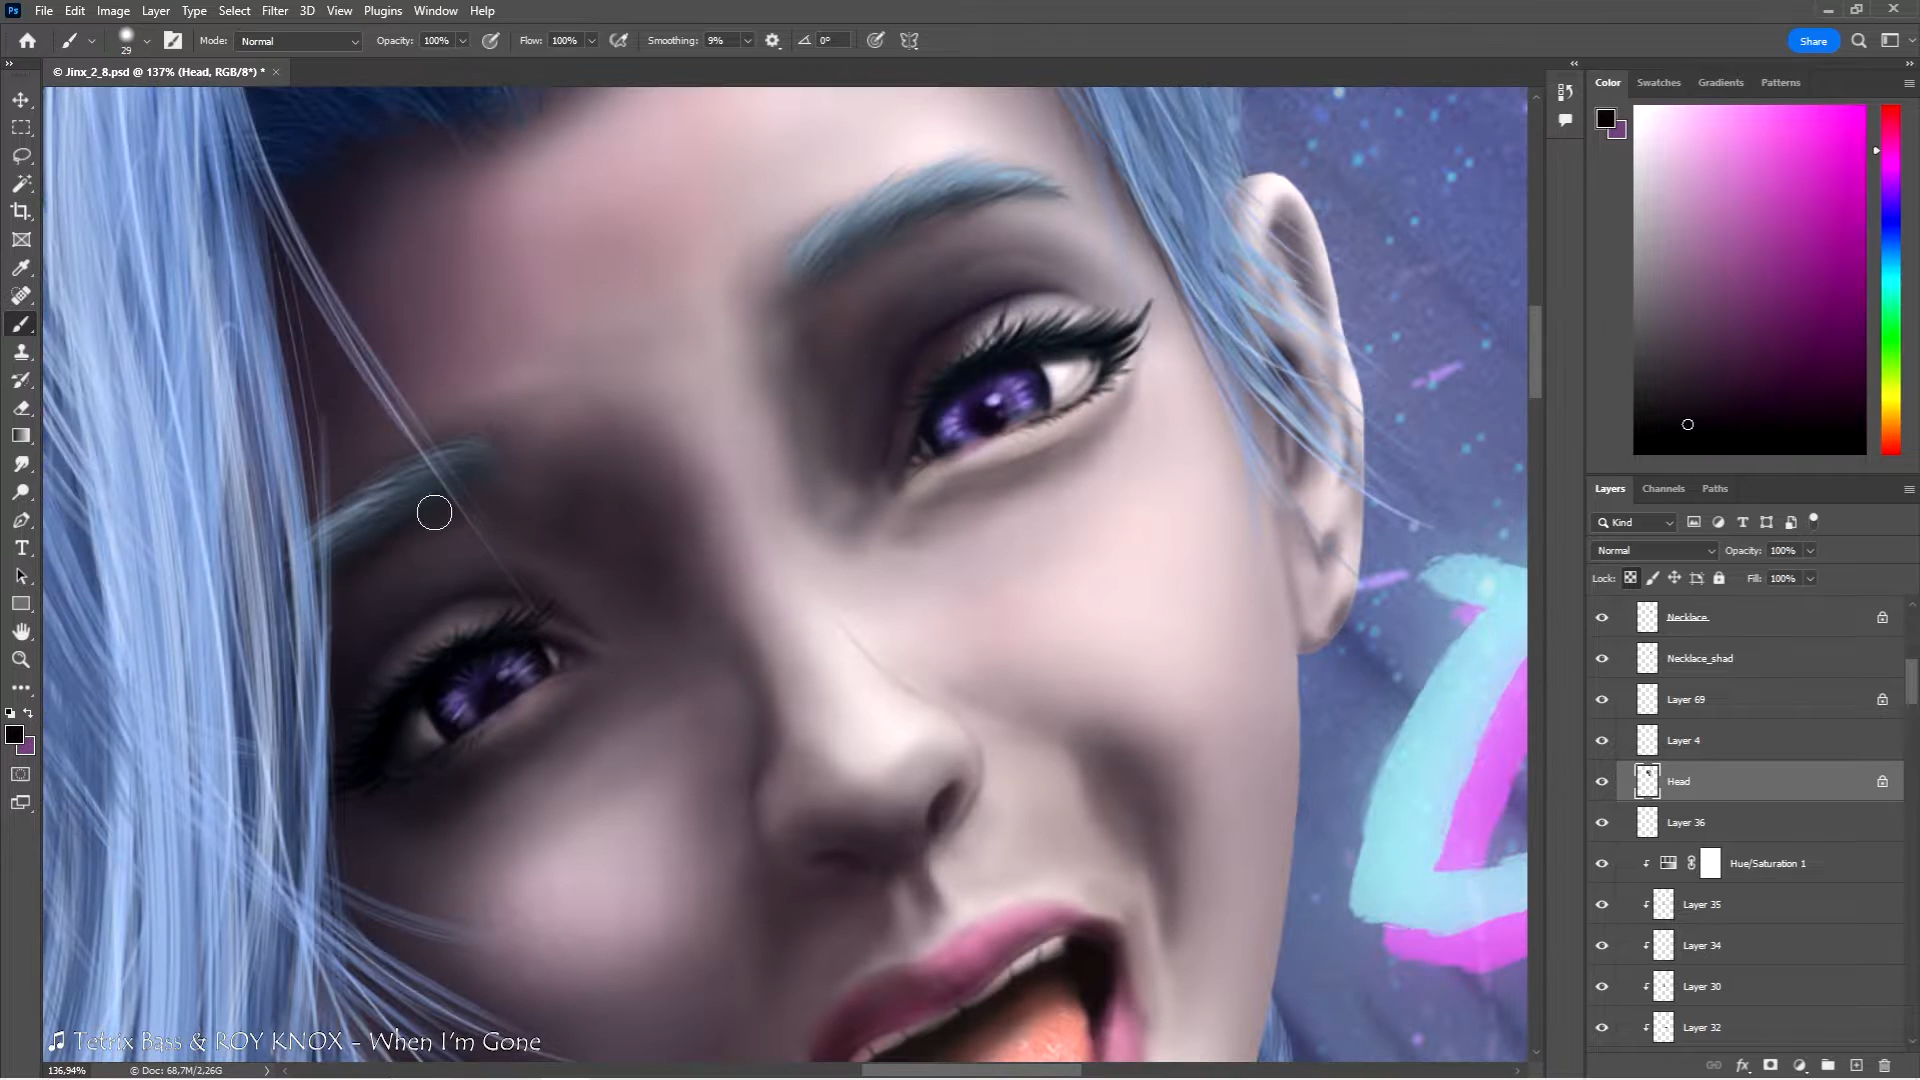 Ps File Edit Image Layer Type Select Filter 3D View Plugins Window Help
29 Mode: Normal Opacity: 100% Flow: 100% Smoothing: 9% 0° Share
© Jinx_2_8.psd @ 137% (Head, RGB/8*) * ×
Color Swatches Gradients Patterns
Layers Channels Paths
Kind
Normal Opacity: 100%
Lock: Fill: 100%
Necklace
Necklace_shad
Layer 69
Layer 4
Head
Layer 36
Hue/Saturation 1
Layer 35
Layer 34
Layer 30
Layer 32
♫ Tetrix Bass & ROY KNOX - When I'm Gone
136,94% © Doc: 68,7M/2,26G